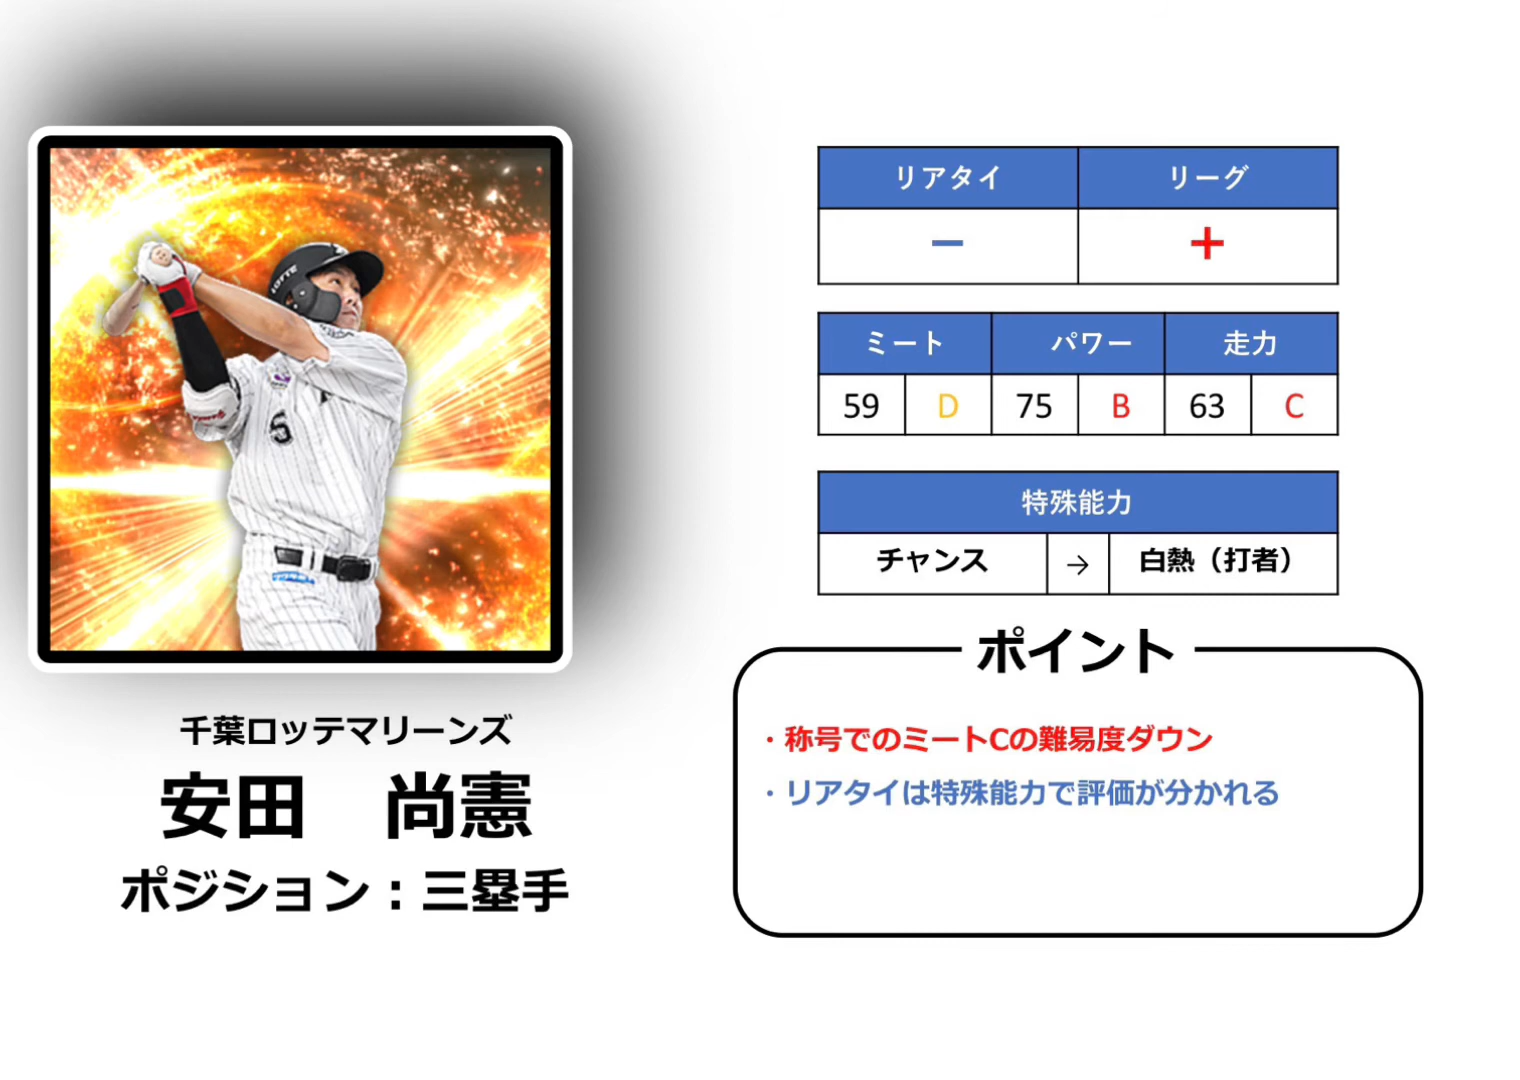 LOTTE
5
千葉ロッテマリーンズ
安田　尚憲
ポジション：三塁手
リアタイ リーグ
− +
ミート パワー 走力
59 D 75 B 63 C
特殊能力
チャンス → 白熱（打者）
ポイント
・称号でのミートCの難易度ダウン
・リアタイは特殊能力で評価が分かれる